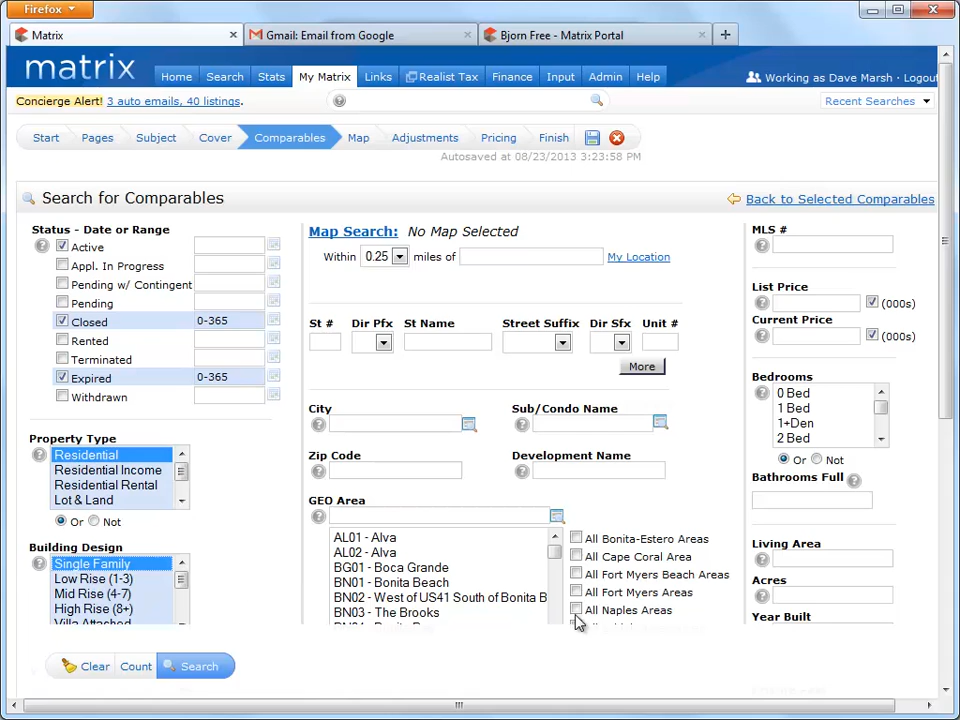 Firefox
Matrix
Gmail: Email from Google
Bjorn Free - Matrix Portal
matrix
Home
Search
Stats
My Matrix
Links
Realist Tax
Finance
Input
Admin
Help
Working as Dave Marsh - Logout
Concierge Alert! 3 auto emails, 40 listings.
Recent Searches
Start
Pages
Subject
Cover
Comparables
Map
Adjustments
Pricing
Finish
Autosaved at 08/23/2013 3:23:58 PM
Search for Comparables
Back to Selected Comparables
Status - Date or Range
Active
Appl. In Progress
Pending w/ Contingent
Pending
Closed 0-365
Rented
Terminated
Expired 0-365
Withdrawn
Property Type
Residential
Residential Income
Residential Rental
Lot & Land
Or Not
Building Design
Single Family
Low Rise (1-3)
Mid Rise (4-7)
High Rise (8+)
Villa Attached
Clear
Count
Search
Map Search: No Map Selected
Within 0.25 miles of
My Location
St #
Dir Pfx
St Name
Street Suffix
Dir Sfx
Unit #
More
City
Sub/Condo Name
Zip Code
Development Name
GEO Area
AL01 - Alva
AL02 - Alva
BG01 - Boca Grande
BN01 - Bonita Beach
BN02 - West of US41 South of Bonita B
BN03 - The Brooks
All Bonita-Estero Areas
All Cape Coral Area
All Fort Myers Beach Areas
All Fort Myers Areas
All Naples Areas
MLS #
List Price
(000s)
Current Price
(000s)
Bedrooms
0 Bed
1 Bed
1+Den
2 Bed
Or Not
Bathrooms Full
Living Area
Acres
Year Built